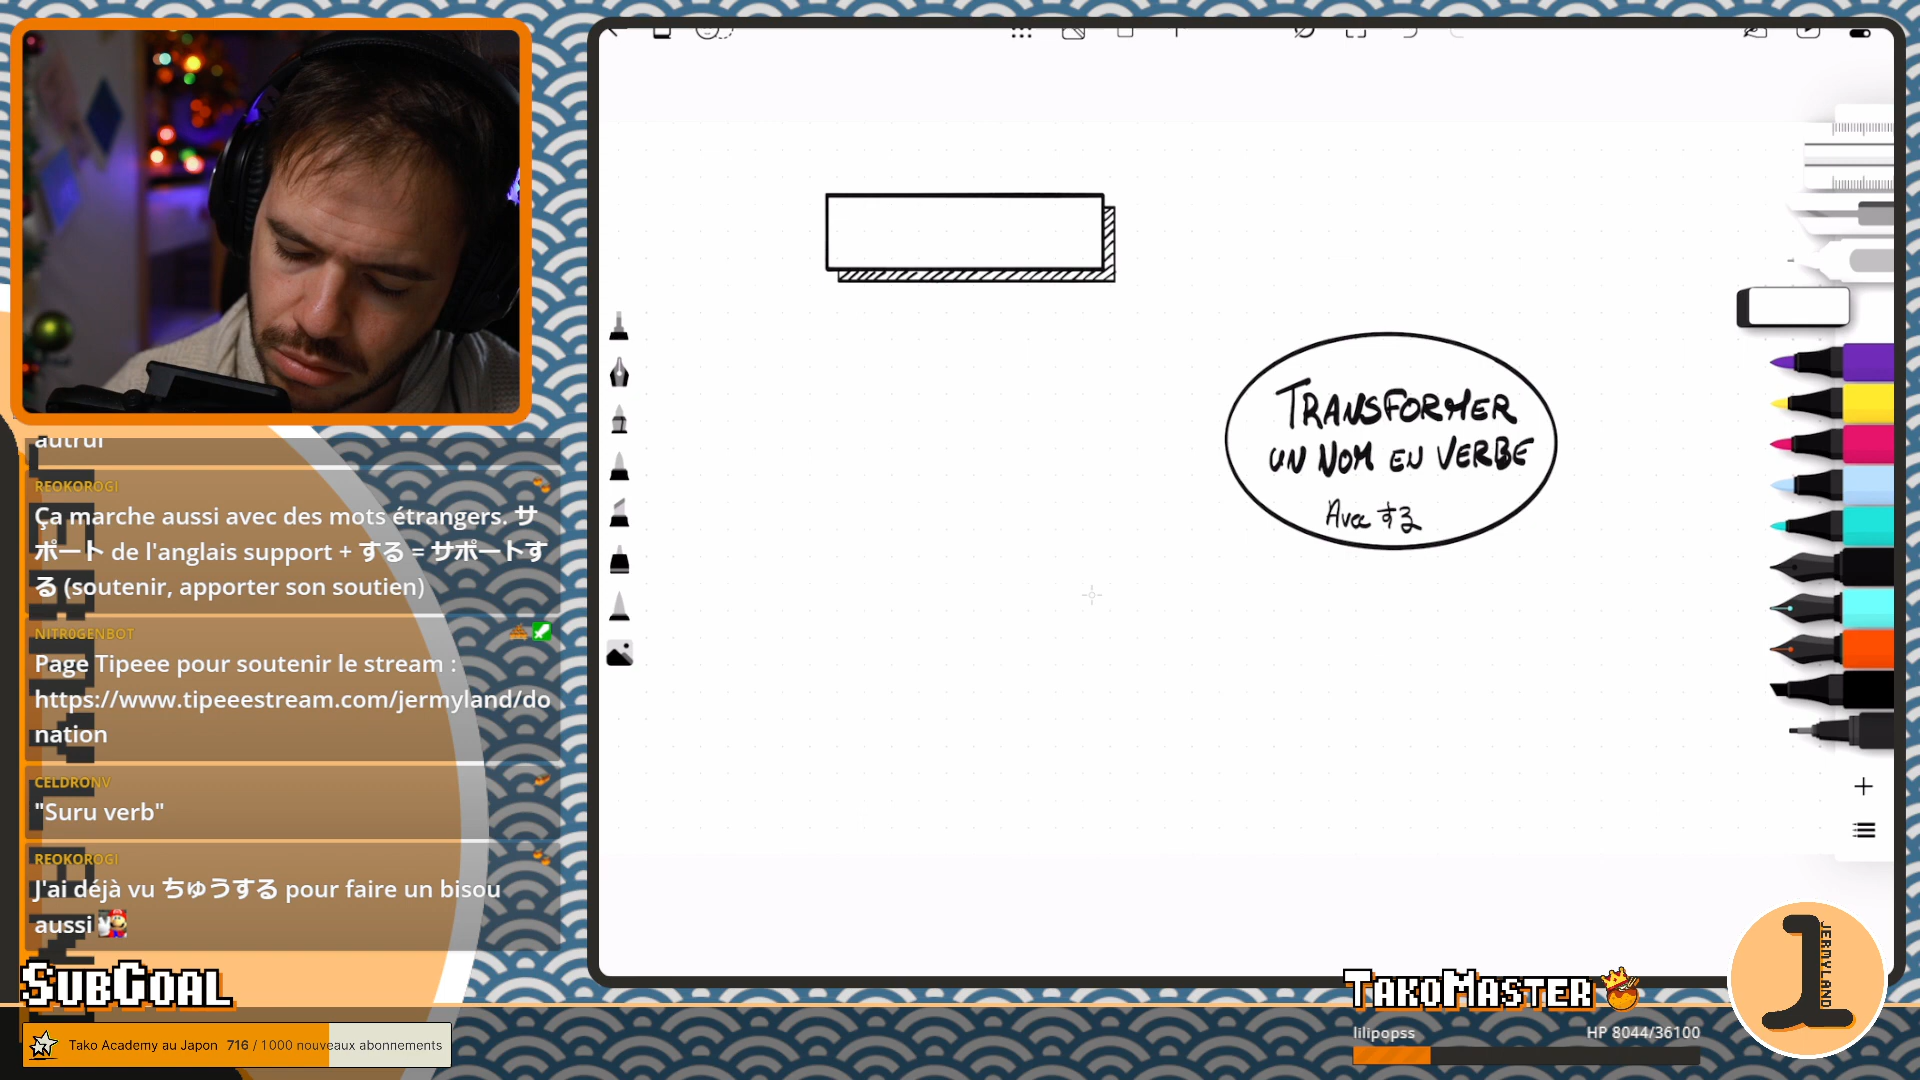 autrui
REOKOROGI
Ça marche aussi avec des mots étrangers. サ
ポート de l'anglais support + する = サポートす
る (soutenir, apporter son soutien)
NITR0GENBOT
Page Tipeee pour soutenir le stream :
https://www.tipeeestream.com/jermyland/do
nation
CELDRONV
"Suru verb"
REOKOROGI
J'ai déjà vu ちゅうする pour faire un bisou
aussi
SUBGOAL
Tako Academy au Japon 716 / 1000 nouveaux abonnements
TRANSFORMER
UN NOM EN VERBE
Avec する
TAKOMASTER
lilipopss HP 8044/36100
JERMYLAND